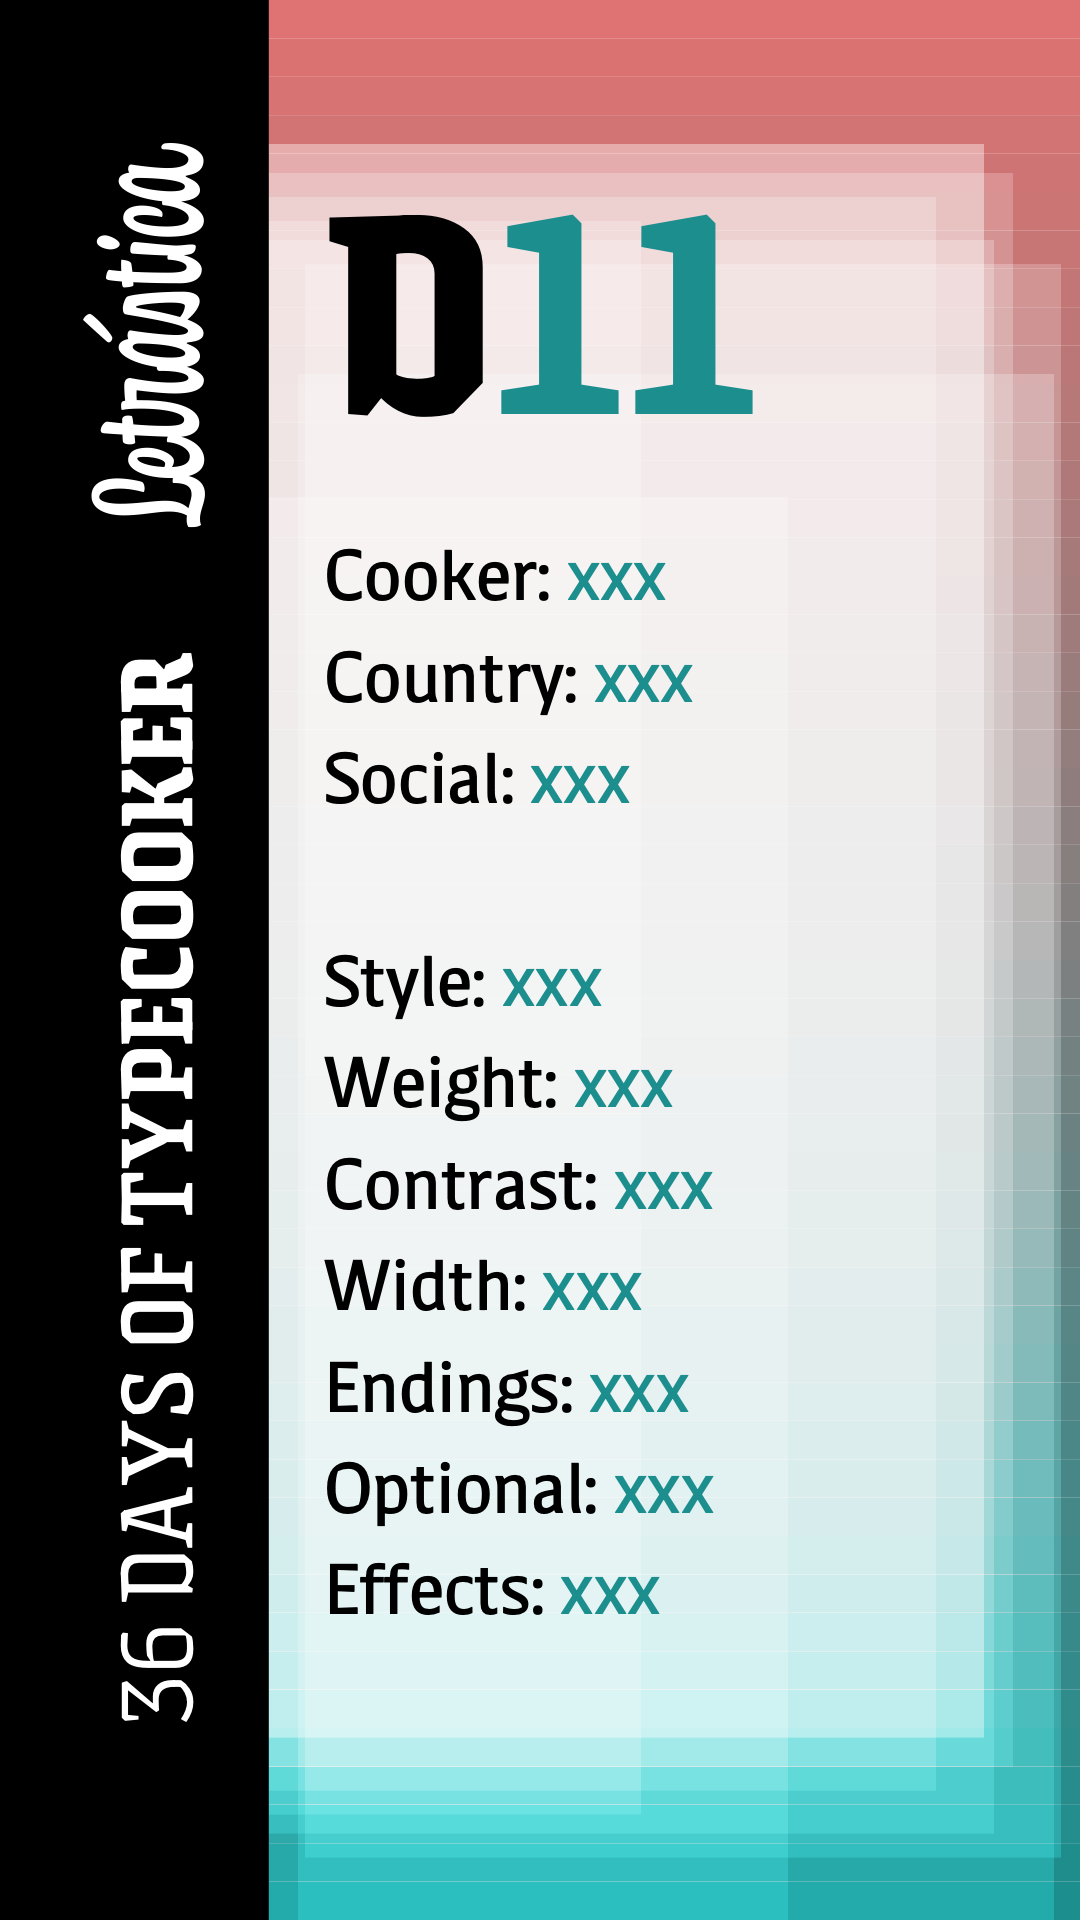 Letrástica
36 DAYS OF TYPECOOKER
D11
Cooker: xxx
Country: xxx
Social: xxx
Style: xxx
Weight: xxx
Contrast: xxx
Width: xxx
Endings: xxx
Optional: xxx
Effects: xxx